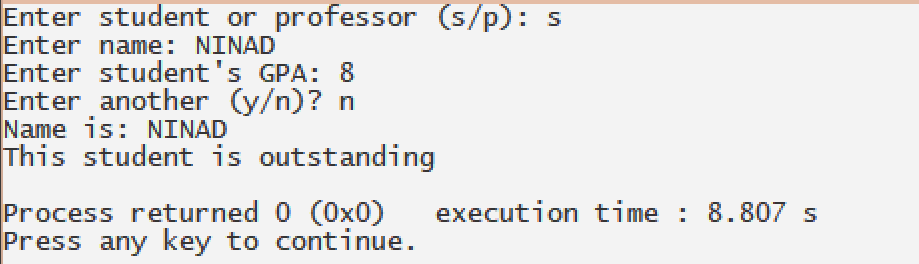 Enter student or professor (s/p): s
Enter name: NINAD
Enter student's GPA: 8
Enter another (y/n)? n
Name is: NINAD
This student is outstanding
Process returned 0 (0x0)   execution time : 8.807 s
Press any key to continue.